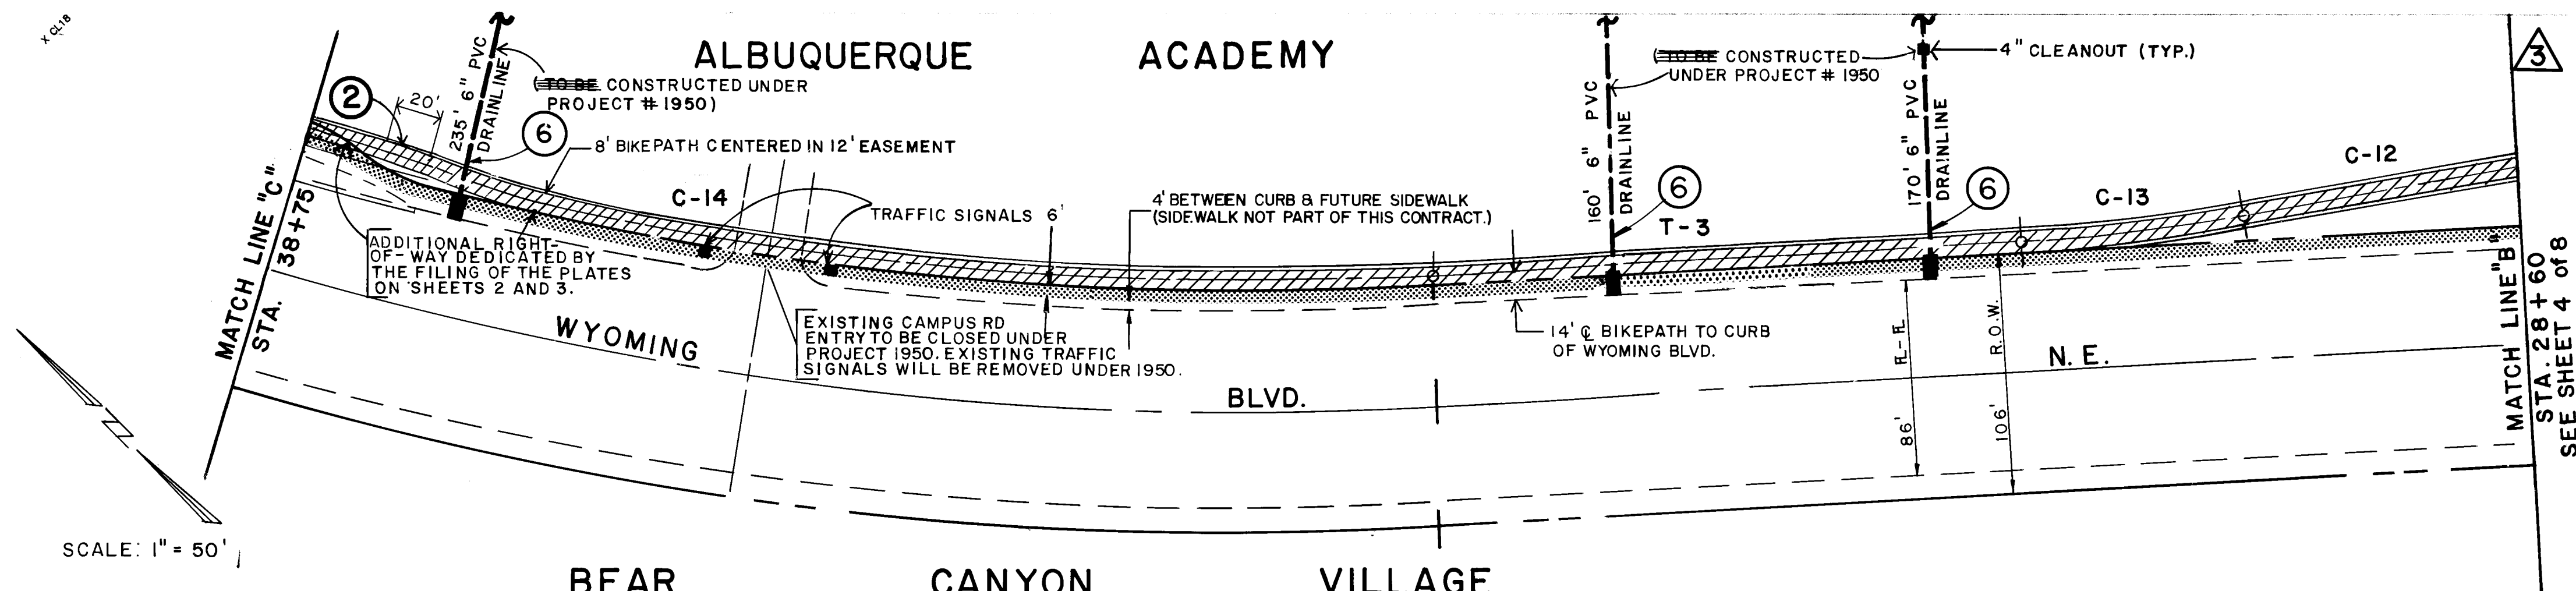 X CL18
ALBUQUERQUE ACADEMY
235' 6" PVC
DRAINLINE
(TO BE CONSTRUCTED UNDER
PROJECT # 1950)
2
20'
6
8' BIKEPATH CENTERED IN 12' EASEMENT
C-14
TRAFFIC SIGNALS
6'
4' BETWEEN CURB & FUTURE SIDEWALK
(SIDEWALK NOT PART OF THIS CONTRACT.)
(TO BE CONSTRUCTED
UNDER PROJECT # 1950
160' 6" PVC
DRAINLINE
6
T-3
4" CLEANOUT (TYP.)
170' 6" PVC
DRAINLINE
6
C-13
C-12
3
MATCH LINE "C"
STA. 38+75
ADDITIONAL RIGHT-
OF-WAY DEDICATED BY
THE FILING OF THE PLATES
ON SHEETS 2 AND 3.
EXISTING CAMPUS RD
ENTRY TO BE CLOSED UNDER
PROJECT 1950. EXISTING TRAFFIC
SIGNALS WILL BE REMOVED UNDER 1950.
14' ℄ BIKEPATH TO CURB
OF WYOMING BLVD.
WYOMING BLVD. N.E.
86' FL-FL
106' R.O.W.
MATCH LINE "B"
STA. 28+60
SEE SHEET 4 of 8
SCALE: 1" = 50'
BEAR CANYON VILLAGE